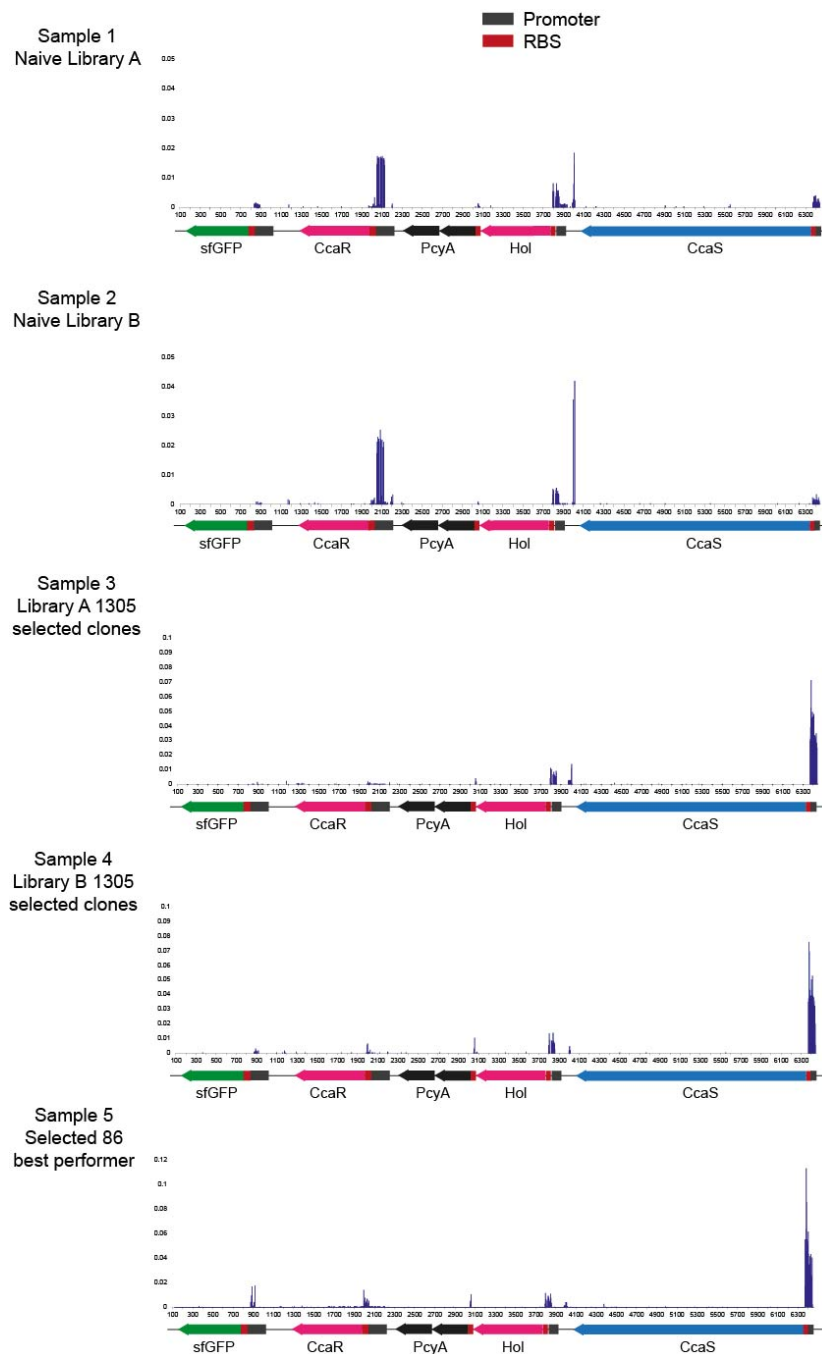 Promoter
RBS
Sample 1
Naive Library A
0.05
0.04
0.03
0.02
0.01
0
100 300 500 700 900 1100 1300 1500 1700 1900 2100 2300 2500 2700 2900 3100 3300 3500 3700 3900 4100 4300 4500 4700 4900 5100 5300 5500 5700 5900 6100 6300
sfGFP CcaR PcyA Hol CcaS
Sample 2
Naive Library B
0.05
0.04
0.03
0.02
0.01
0
100 300 500 700 900 1100 1300 1500 1700 1900 2100 2300 2500 2700 2900 3100 3300 3500 3700 3900 4100 4300 4500 4700 4900 5100 5300 5500 5700 5900 6100 6300
sfGFP CcaR PcyA Hol CcaS
Sample 3
Library A 1305
selected clones
0.1
0.09
0.08
0.07
0.06
0.05
0.04
0.03
0.02
0.01
0
100 300 500 700 900 1100 1300 1500 1700 1900 2100 2300 2500 2700 2900 3100 3300 3500 3700 3900 4100 4300 4500 4700 4900 5100 5300 5500 5700 5900 6100 6300
sfGFP CcaR PcyA Hol CcaS
Sample 4
Library B 1305
selected clones
0.1
0.09
0.08
0.07
0.06
0.05
0.04
0.03
0.02
0.01
0
100 300 500 700 900 1100 1300 1500 1700 1900 2100 2300 2500 2700 2900 3100 3300 3500 3700 3900 4100 4300 4500 4700 4900 5100 5300 5500 5700 5900 6100 6300
sfGFP CcaR PcyA Hol CcaS
Sample 5
Selected 86
best performer
0.12
0.1
0.08
0.06
0.04
0.02
0
100 300 500 700 900 1100 1300 1500 1700 1900 2100 2300 2500 2700 2900 3100 3300 3500 3700 3900 4100 4300 4500 4700 4900 5100 5300 5500 5700 5900 6100 6300
sfGFP CcaR PcyA Hol CcaS